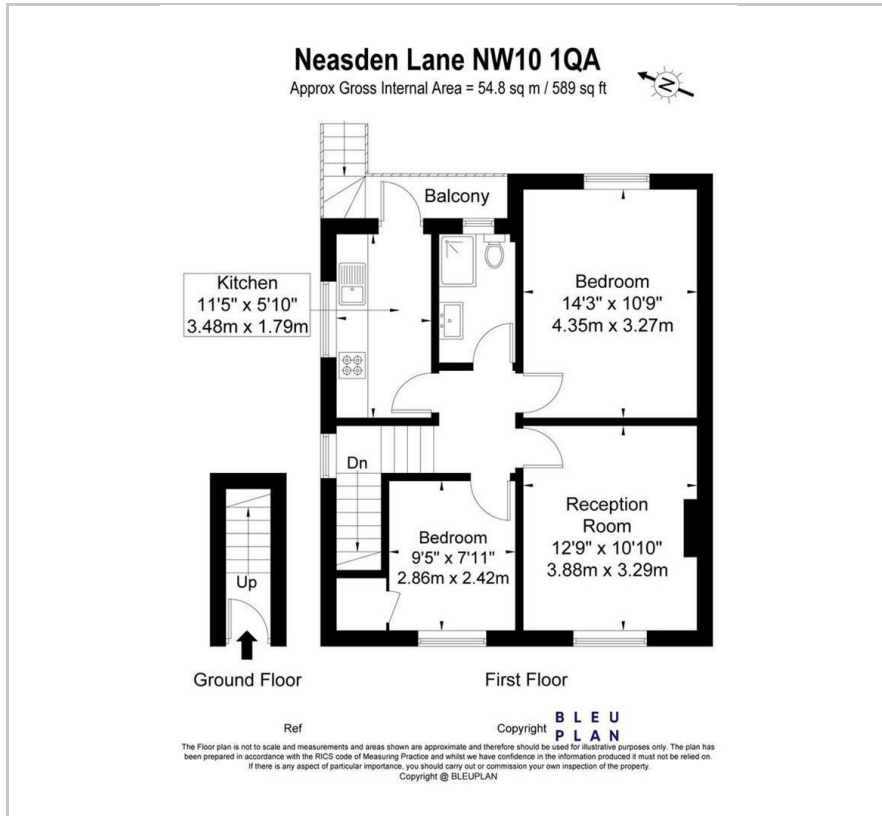 Neasden Lane NW10 1QA
Approx Gross Internal Area = 54.8 sq m / 589 sq ft
N
Balcony
Kitchen
11'5" x 5'10"
3.48m x 1.79m
Bedroom
14'3" x 10'9"
4.35m x 3.27m
Dn
Reception
Room
12'9" x 10'10"
3.88m x 3.29m
Bedroom
9'5" x 7'11"
2.86m x 2.42m
Up
Ground Floor
First Floor
Ref
Copyright
BLEU
PLAN
The Floor plan is not to scale and measurements and areas shown are approximate and therefore should be used for illustrative purposes only. The plan has
been prepared in accordance with the RICS code of Measuring Practice and whilst we have confidence in the information produced it must not be relied on.
If there is any aspect of particular importance, you should carry out or commission your own inspection of the property.
Copyright @ BLEUPLAN